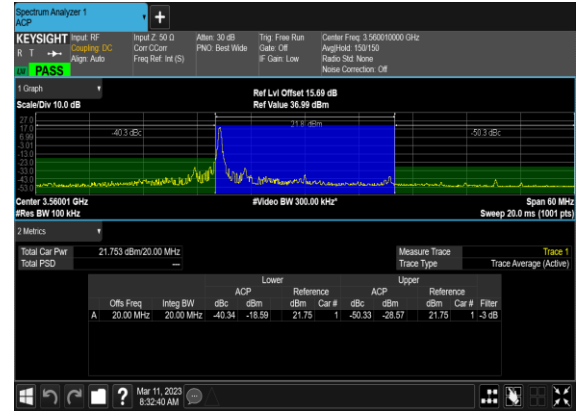 Spectrum Analyzer 1
ACP
+
KEYSIGHT Input: RF Input Z: 50 Ω Atten: 30 dB Trig: Free Run Center Freq: 3.560010000 GHz
R T Coupling: DC Corr CCorr PNO: Best Wide Gate: Off Avg|Hold: 150/150
Align: Auto Freq Ref: Int (S) IF Gain: Low Radio Std: None
LU PASS Noise Correction: Off
1 Graph Ref Lvl Offset 15.69 dB
Scale/Div 10.0 dB Ref Value 36.99 dBm
27.0
17.0 -40.3 dBc 21.8 dBm -50.3 dBc
6.99
-3.01
-13.0
-23.0
-33.0
-43.0
-53.0
Center 3.56001 GHz #Video BW 300.00 kHz* Span 60 MHz
#Res BW 100 kHz Sweep 20.0 ms (1001 pts)
2 Metrics
Total Car Pwr 21.753 dBm/20.00 MHz Measure Trace Trace 1
Total PSD --- Trace Type Trace Average (Active)
Lower Upper
ACP Reference ACP Reference
Offs Freq Integ BW dBc dBm dBm Car # dBc dBm dBm Car # Filter
A 20.00 MHz 20.00 MHz -40.34 -18.59 21.75 1 -50.33 -28.57 21.75 1 -3 dB
? Mar 11, 2023
8:32:40 AM